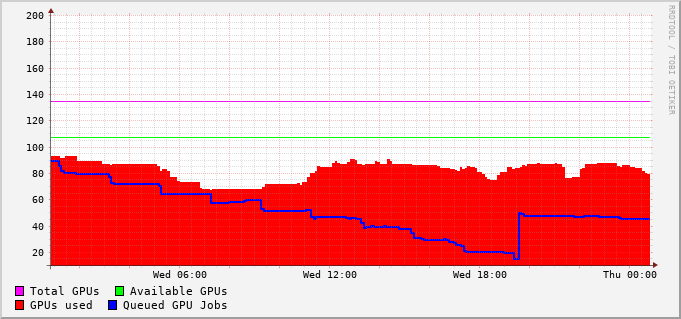 RRDTOOL / TOBI OETIKER
200
180
160
140
120
100
80
60
40
20
Wed 06:00 Wed 12:00 Wed 18:00 Thu 00:00
Total GPUs Available GPUs
GPUs used Queued GPU Jobs